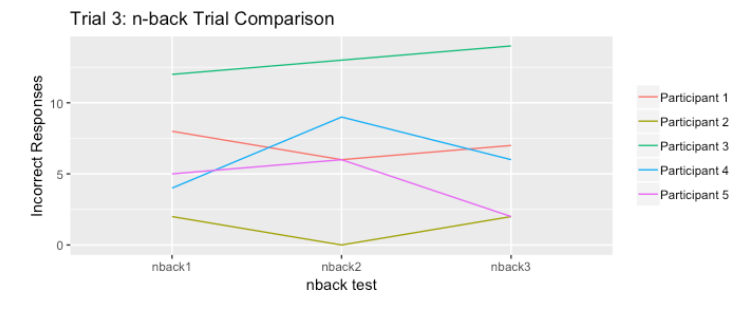 Trial 3: n-back Trial Comparison
Incorrect Responses
10
5
0
nback1 nback2 nback3
nback test
Participant 1
Participant 2
Participant 3
Participant 4
Participant 5